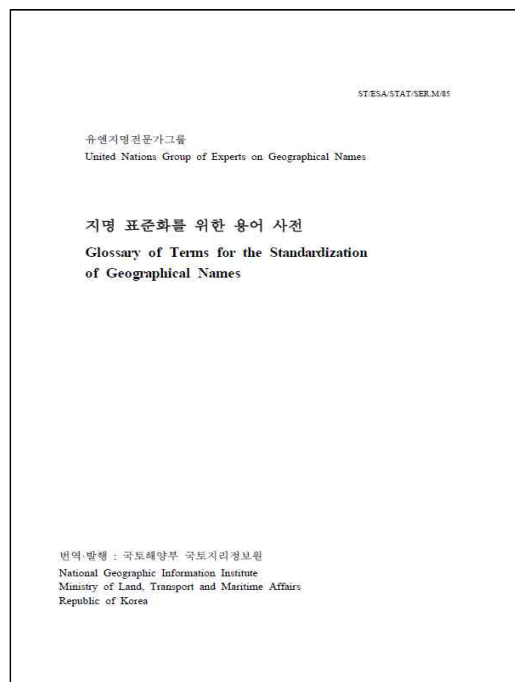 ST/ESA/STAT/SER.M/85
유엔지명전문가그룹
United Nations Group of Experts on Geographical Names
지명 표준화를 위한 용어 사전
Glossary of Terms for the Standardization
of Geographical Names
번역·발행 : 국토해양부 국토지리정보원
National Geographic Information Institute
Ministry of Land, Transport and Maritime Affairs
Republic of Korea